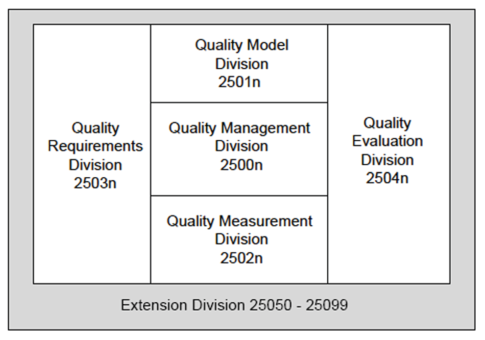 Quality Model
Division
2501n
Quality
Requirements
Division
2503n
Quality Management
Division
2500n
Quality
Evaluation
Division
2504n
Quality Measurement
Division
2502n
Extension Division 25050 - 25099